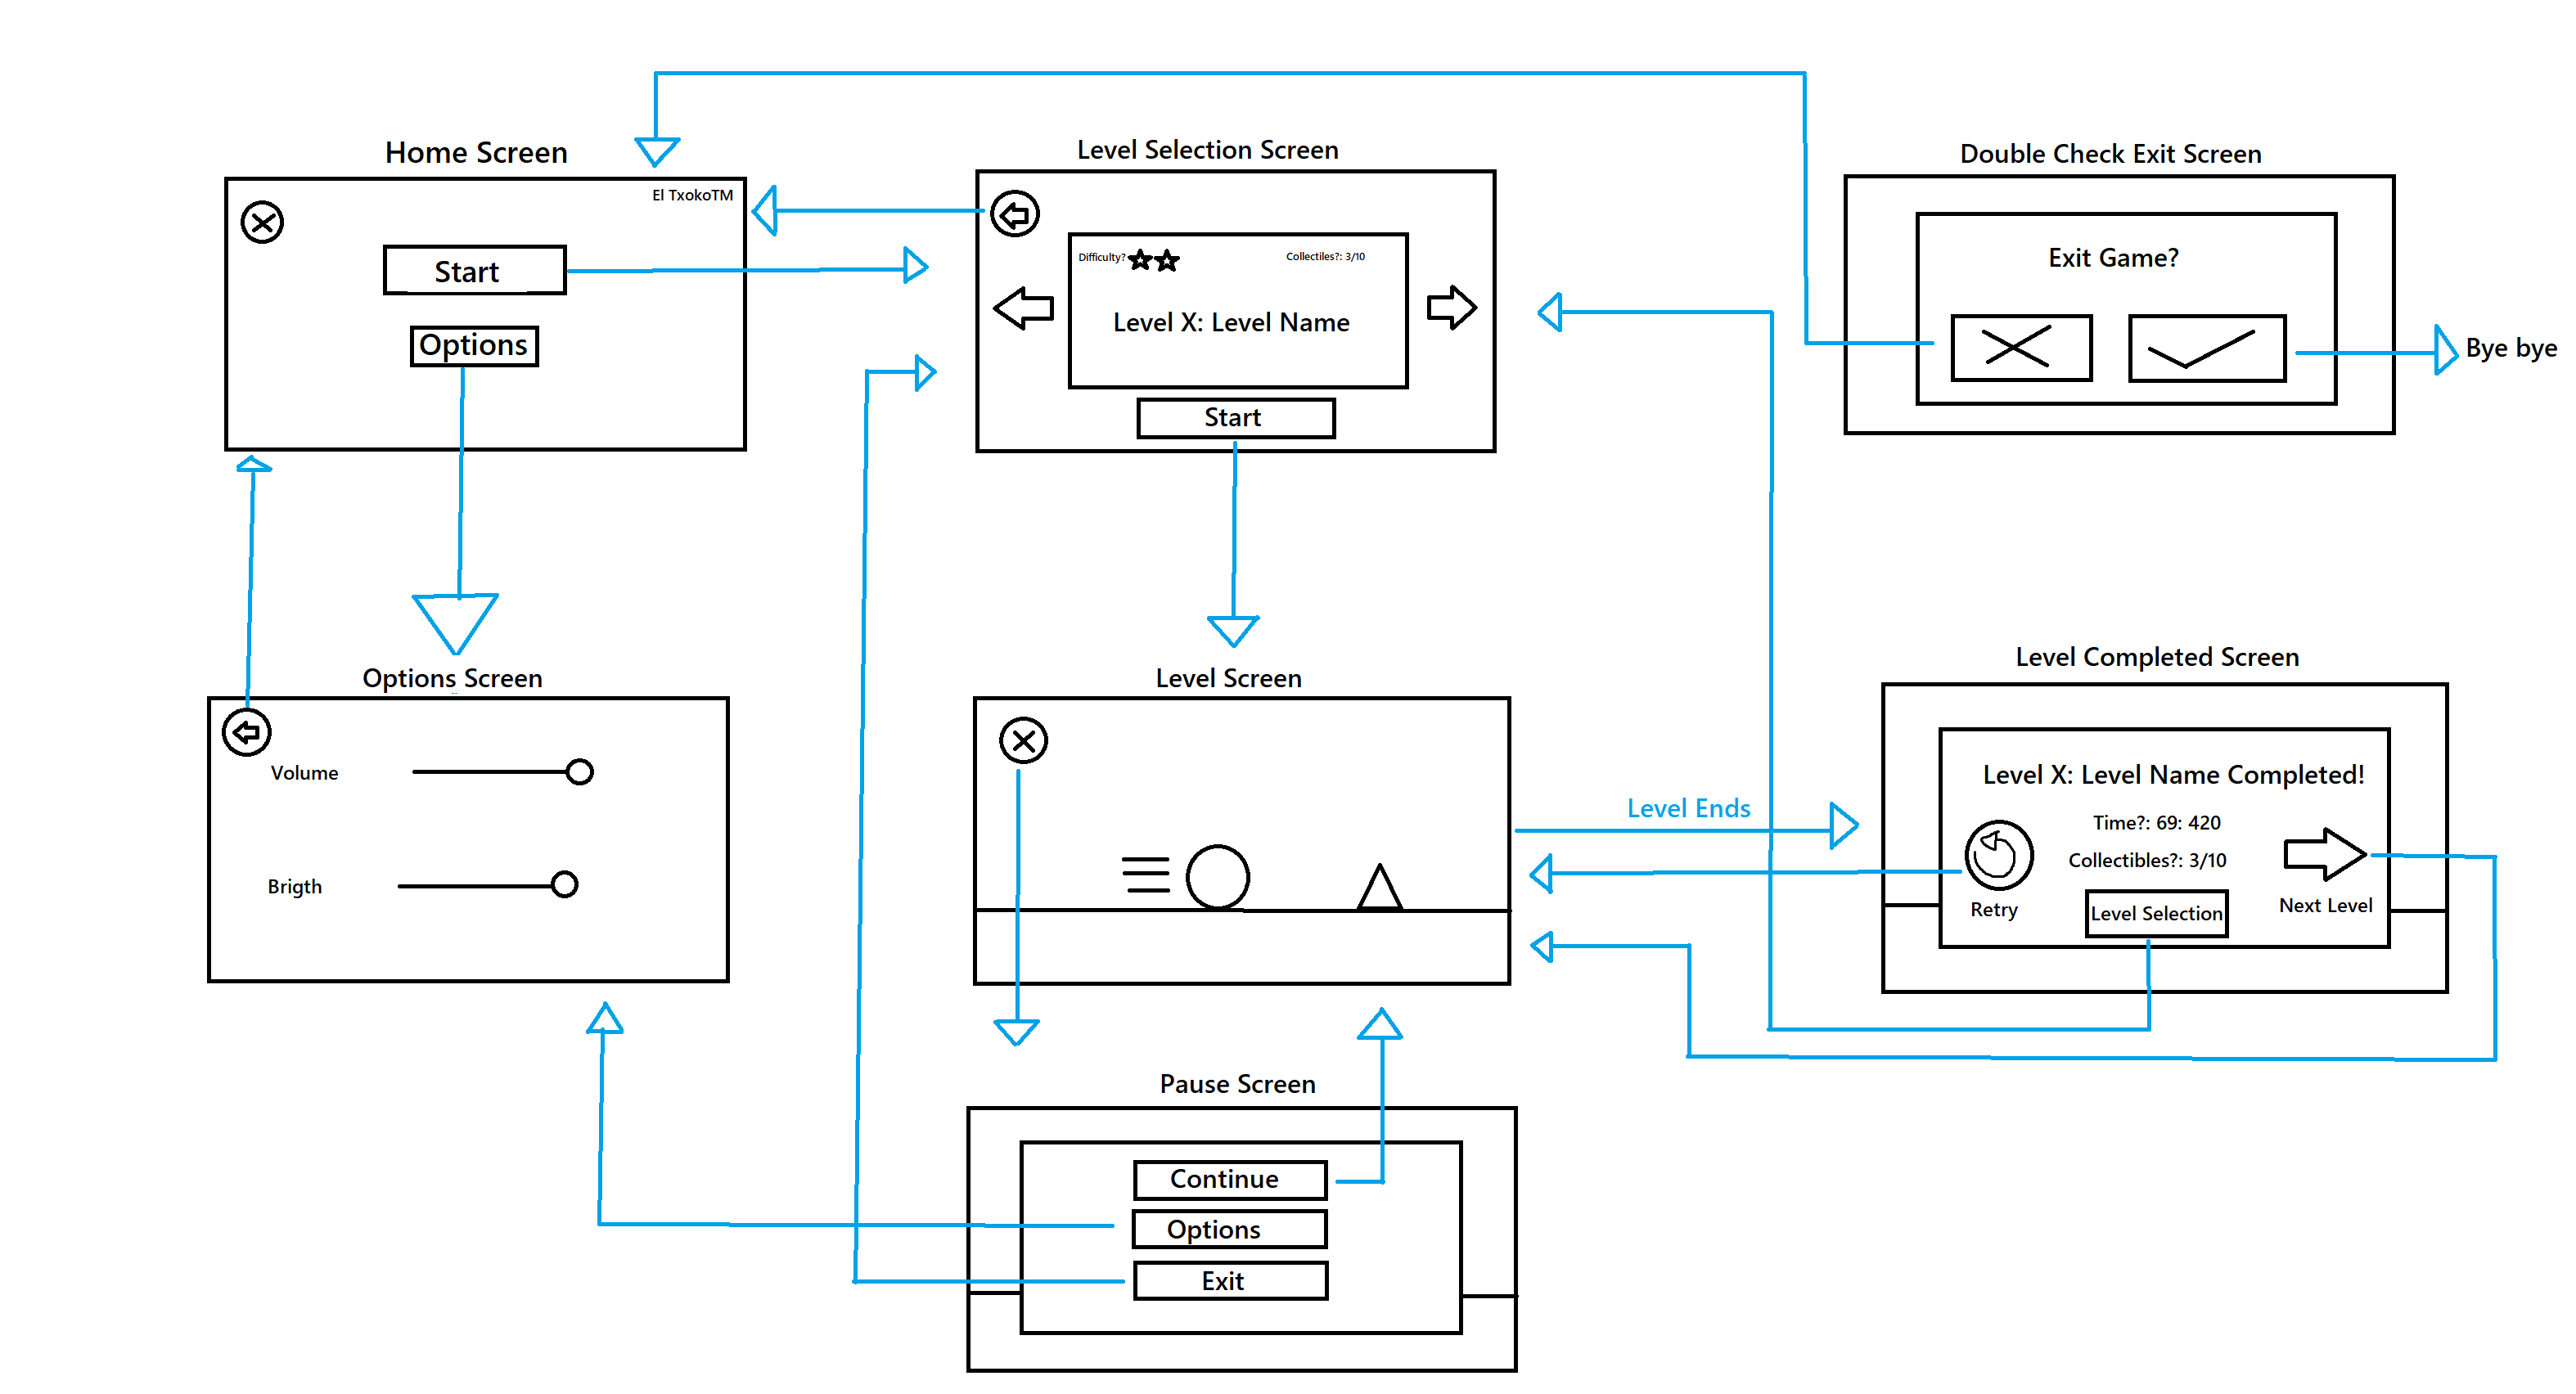 Home Screen
El TxokoTM
Start
Options
Level Selection Screen
Difficulty?
Collectiles?: 3/10
Level X: Level Name
Start
Double Check Exit Screen
Exit Game?
Bye bye
Options Screen
Volume
Brigth
Level Screen
Level Ends
Level Completed Screen
Level X: Level Name Completed!
Time?: 69: 420
Collectibles?: 3/10
Retry
Level Selection
Next Level
Pause Screen
Continue
Options
Exit